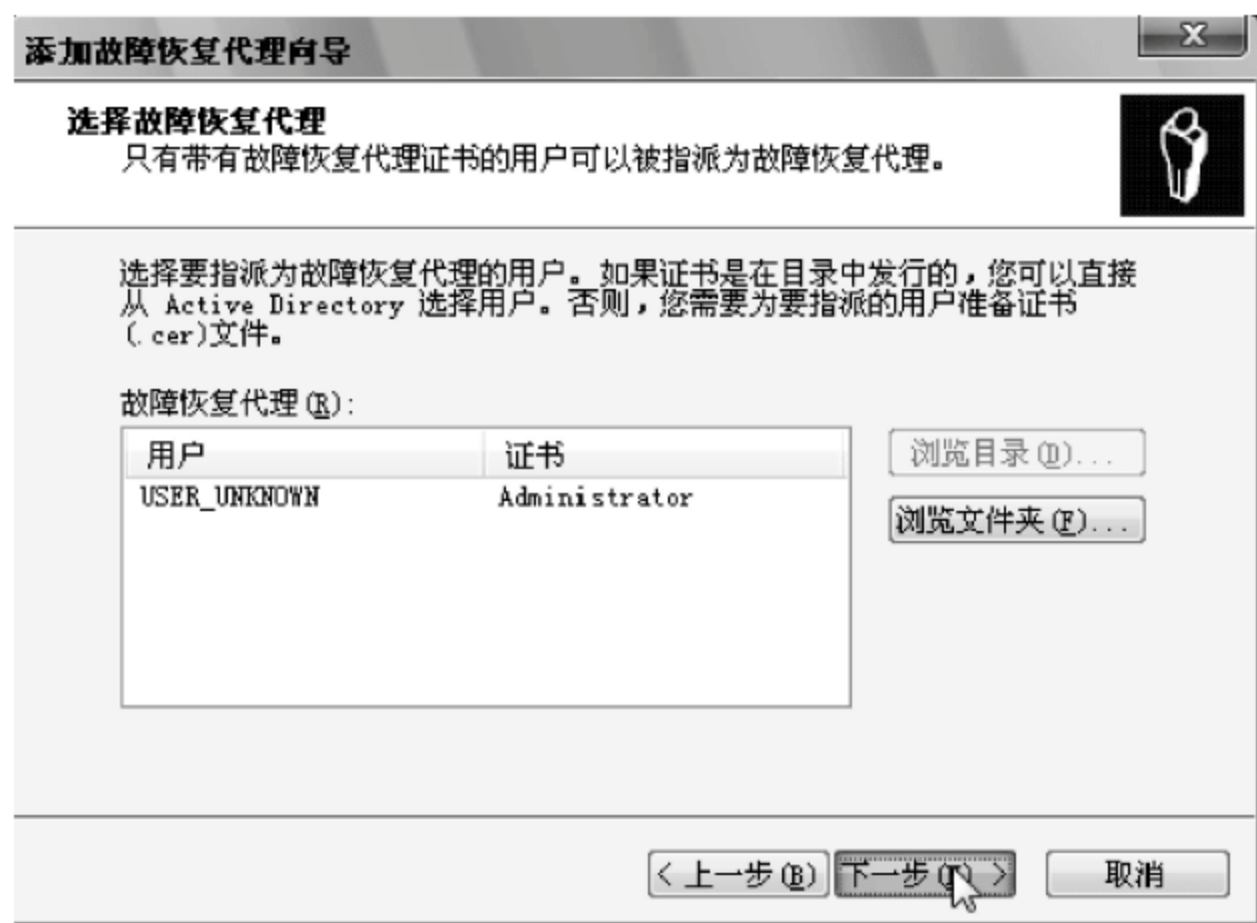 添加故障恢复代理向导
X
选择故障恢复代理
只有带有故障恢复代理证书的用户可以被指派为故障恢复代理。
选择要指派为故障恢复代理的用户。如果证书是在目录中发行的，您可以直接
从 Active Directory 选择用户。否则，您需要为要指派的用户准备证书
(.cer)文件。
故障恢复代理(R):
用户 证书
USER_UNKNOWN Administrator
浏览目录(D)...
浏览文件夹(F)...
< 上一步(B) 下一步(N) > 取消